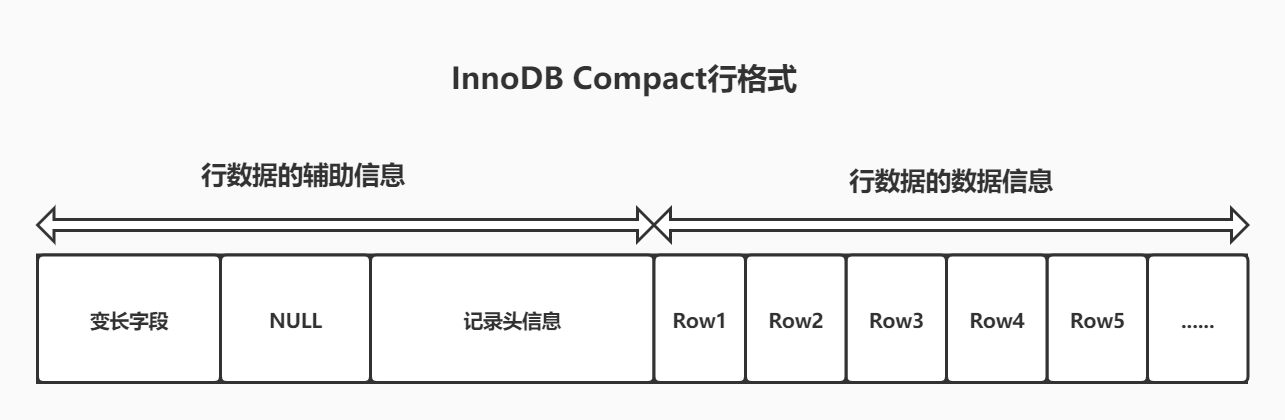 InnoDB Compact行格式
行数据的辅助信息
行数据的数据信息
变长字段
NULL
记录头信息
Row1
Row2
Row3
Row4
Row5
......